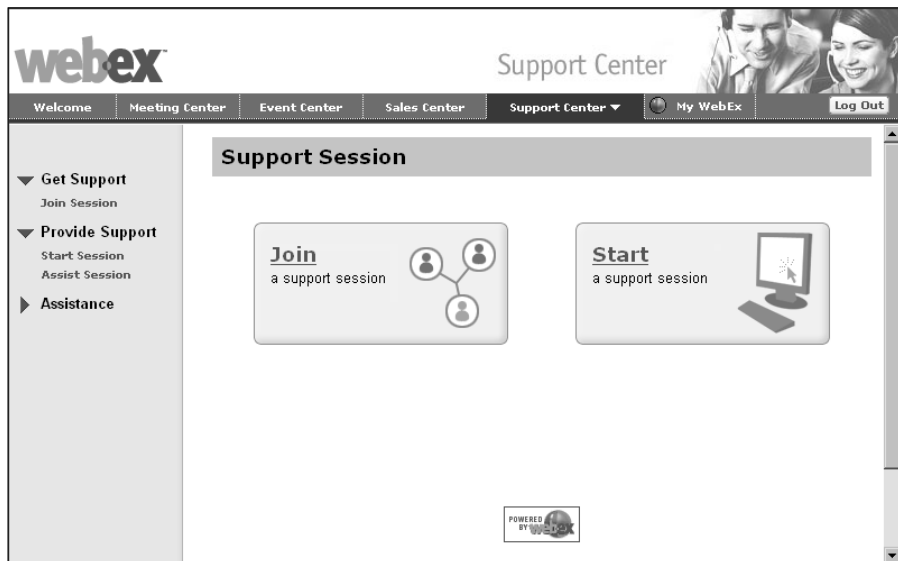 webex
Support Center
Welcome Meeting Center Event Center Sales Center Support Center My WebEx Log Out
Support Session
Get Support
Join Session
Provide Support
Start Session
Assist Session
Assistance
Join
a support session
Start
a support session
POWERED
BY webex